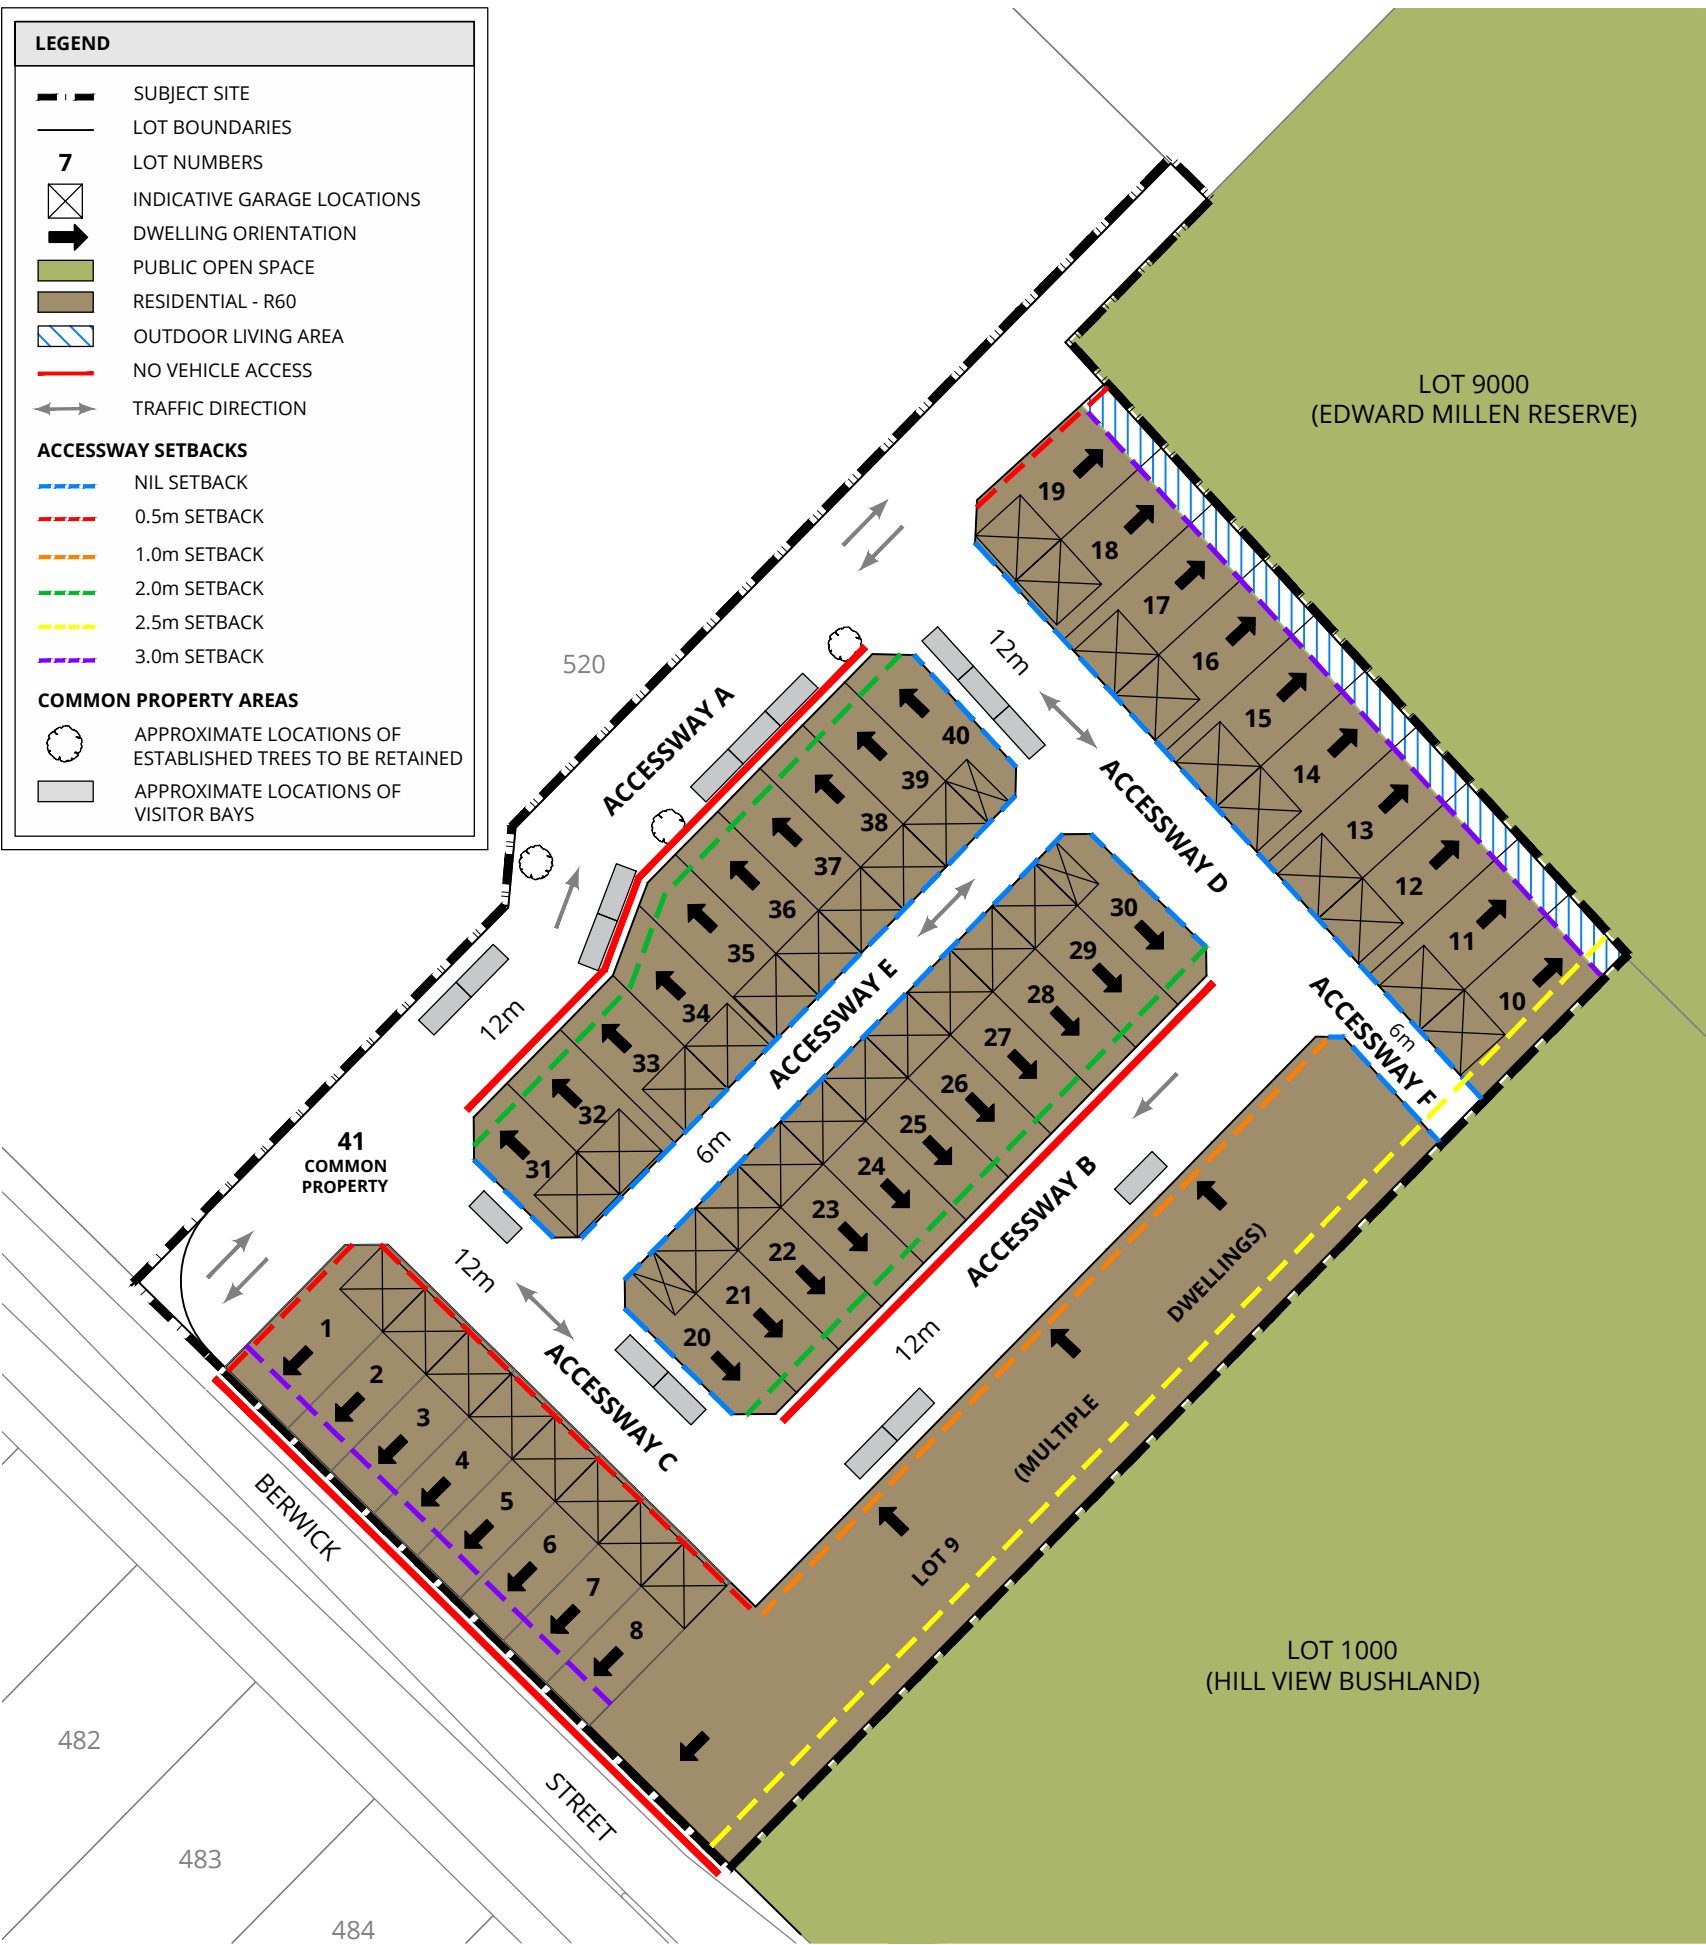 LEGEND
SUBJECT SITE
LOT BOUNDARIES
7
LOT NUMBERS
INDICATIVE GARAGE LOCATIONS
DWELLING ORIENTATION
PUBLIC OPEN SPACE
RESIDENTIAL - R60
OUTDOOR LIVING AREA
NO VEHICLE ACCESS
TRAFFIC DIRECTION
ACCESSWAY SETBACKS
NIL SETBACK
0.5m SETBACK
1.0m SETBACK
2.0m SETBACK
2.5m SETBACK
3.0m SETBACK
COMMON PROPERTY AREAS
APPROXIMATE LOCATIONS OF
ESTABLISHED TREES TO BE RETAINED
APPROXIMATE LOCATIONS OF
VISITOR BAYS
LOT 9000
(EDWARD MILLEN RESERVE)
520
ACCESSWAY A
12m
12m
ACCESSWAY D
19
18
17
16
15
14
13
12
11
10
40
39
38
37
36
35
34
33
32
31
ACCESSWAY E
6m
30
29
28
27
26
25
24
23
22
21
20
ACCESSWAY F
6m
41
COMMON
PROPERTY
12m
ACCESSWAY C
ACCESSWAY B
12m
1
2
3
4
5
6
7
8
LOT 9
(MULTIPLE
DWELLINGS)
BERWICK
STREET
LOT 1000
(HILL VIEW BUSHLAND)
482
483
484